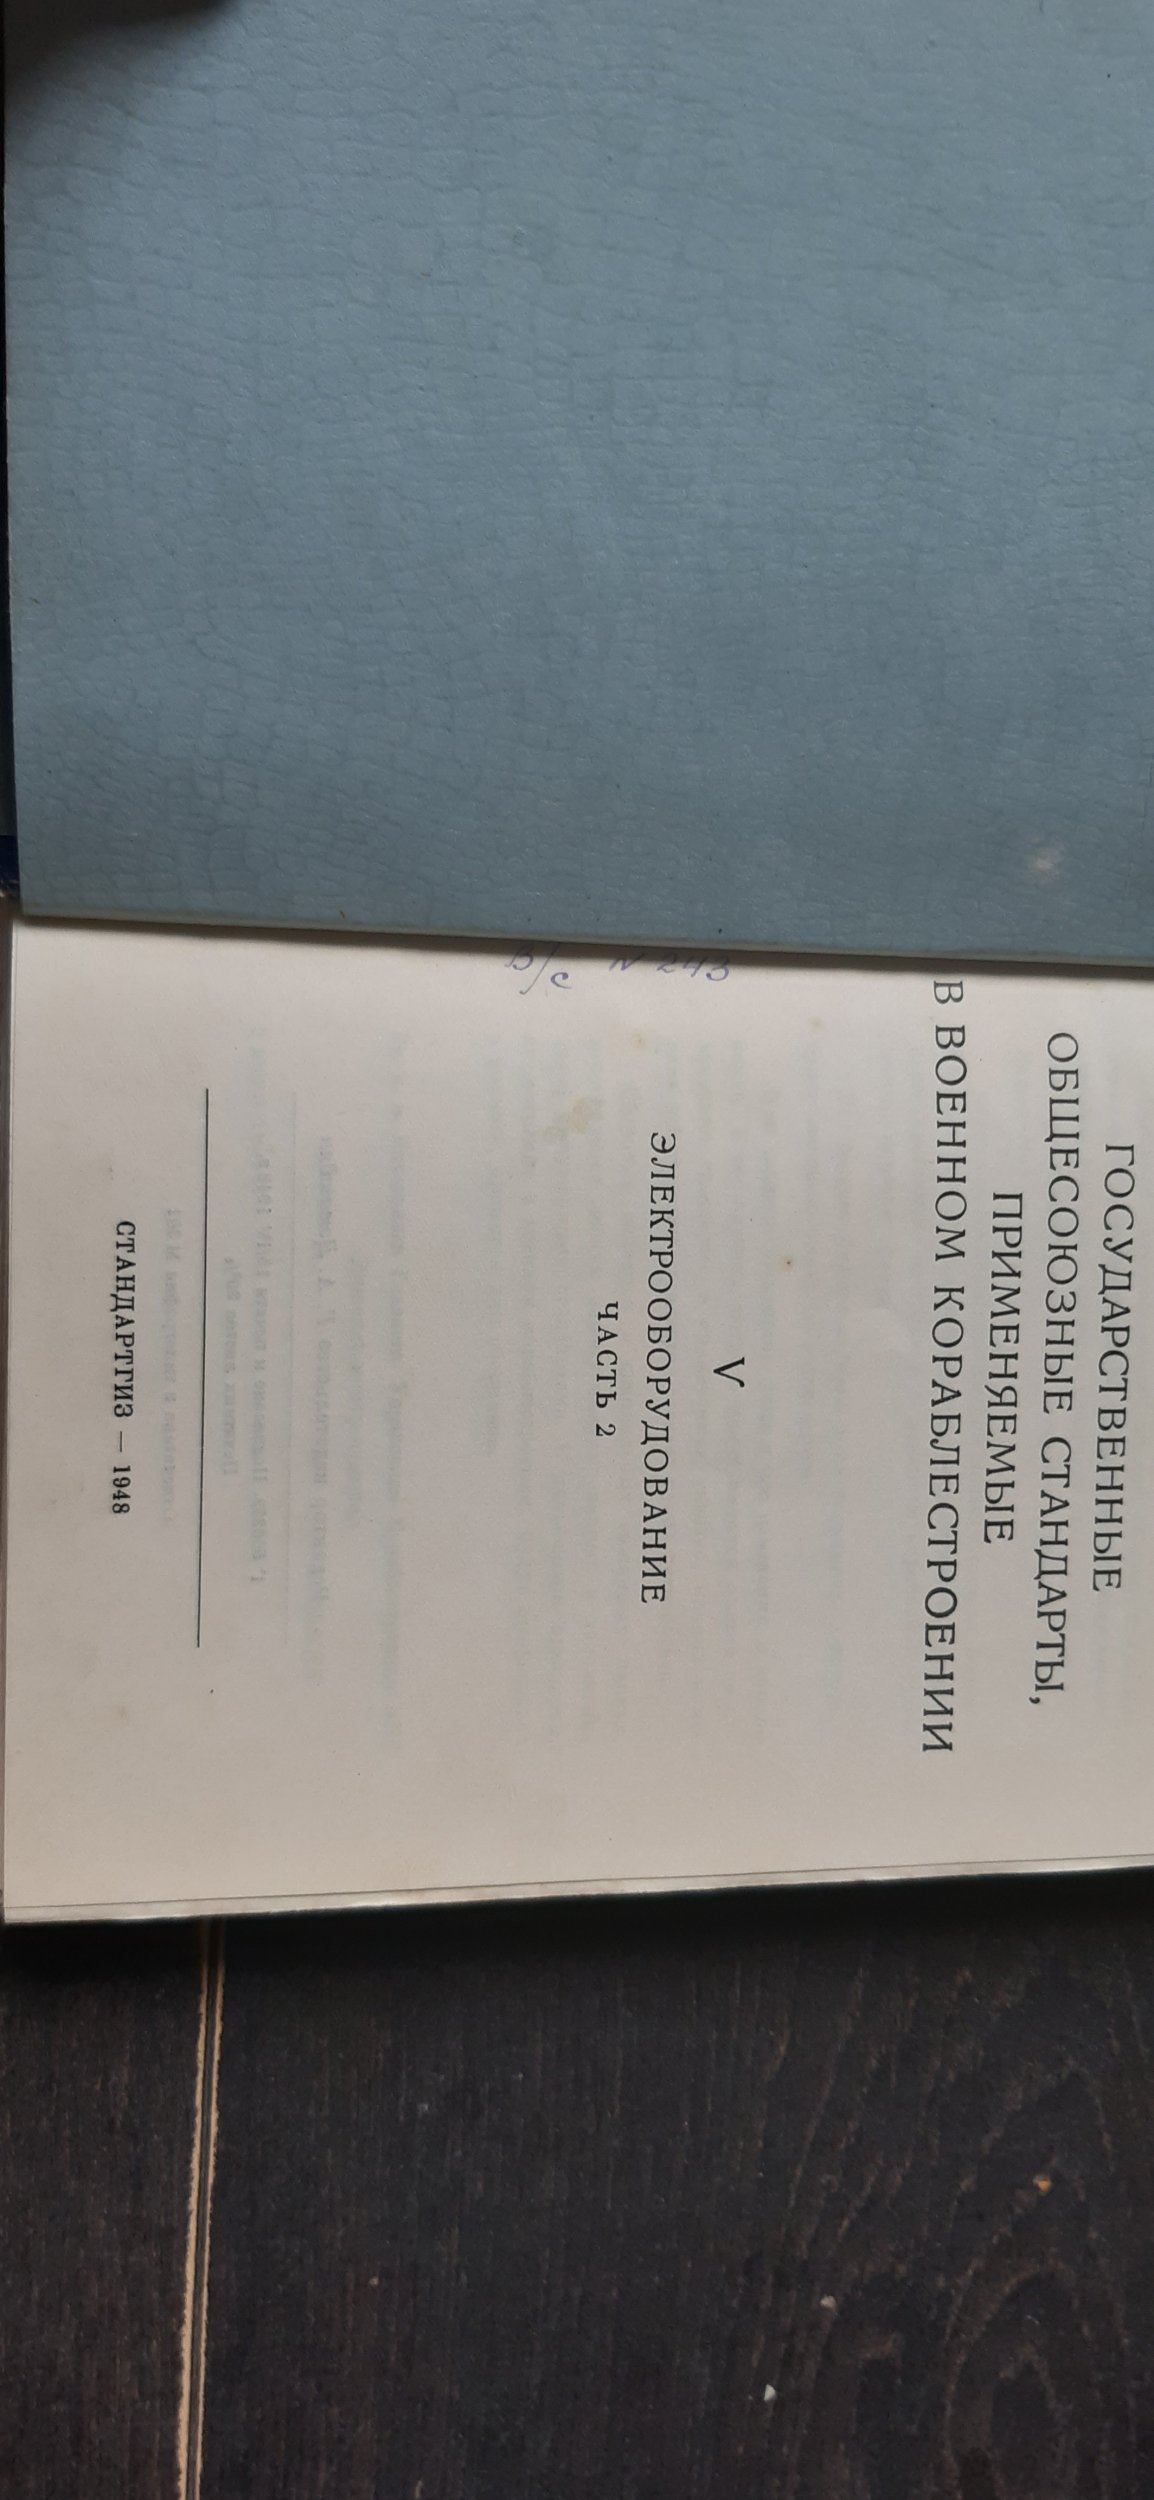 ГОСУДАРСТВЕННЫЕ
ОБЩЕСОЮЗНЫЕ СТАНДАРТЫ,
ПРИМЕНЯЕМЫЕ
В ВОЕННОМ КОРАБЛЕСТРОЕНИИ
N 243
в/с
V
ЭЛЕКТРООБОРУДОВАНИЕ
ЧАСТЬ 2
СТАНДАРТГИЗ — 1948